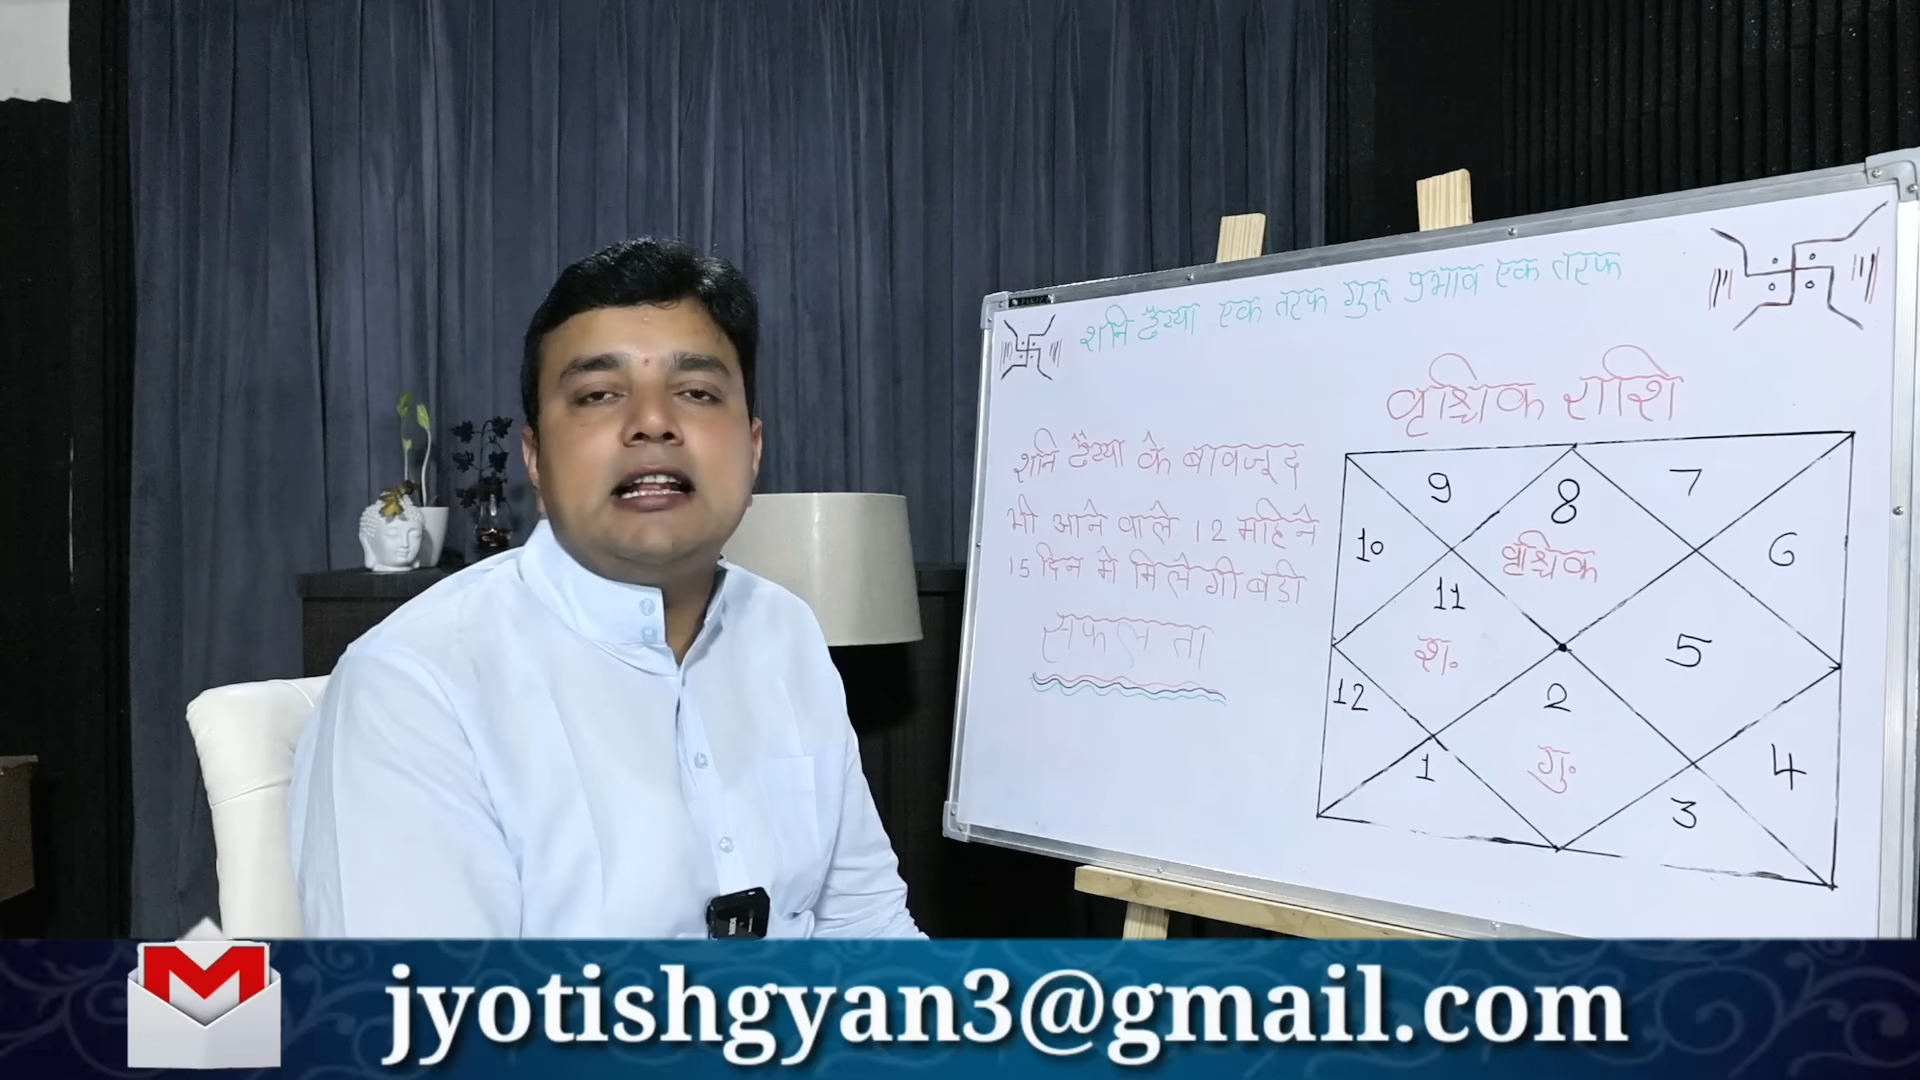 शनि ढैय्या एक तरफ गुरू प्रभाव एक तरफ
वृश्चिक राशि
शनि ढैय्या के बावजूद
भी आने वाले 12 महिने
15 दिन मे मिलेगी बड़ी
सफलता
9
8
7
10
वृश्चिक
6
11
श.
5
12
2
1
गु.
4
3
jyotishgyan3@gmail.com